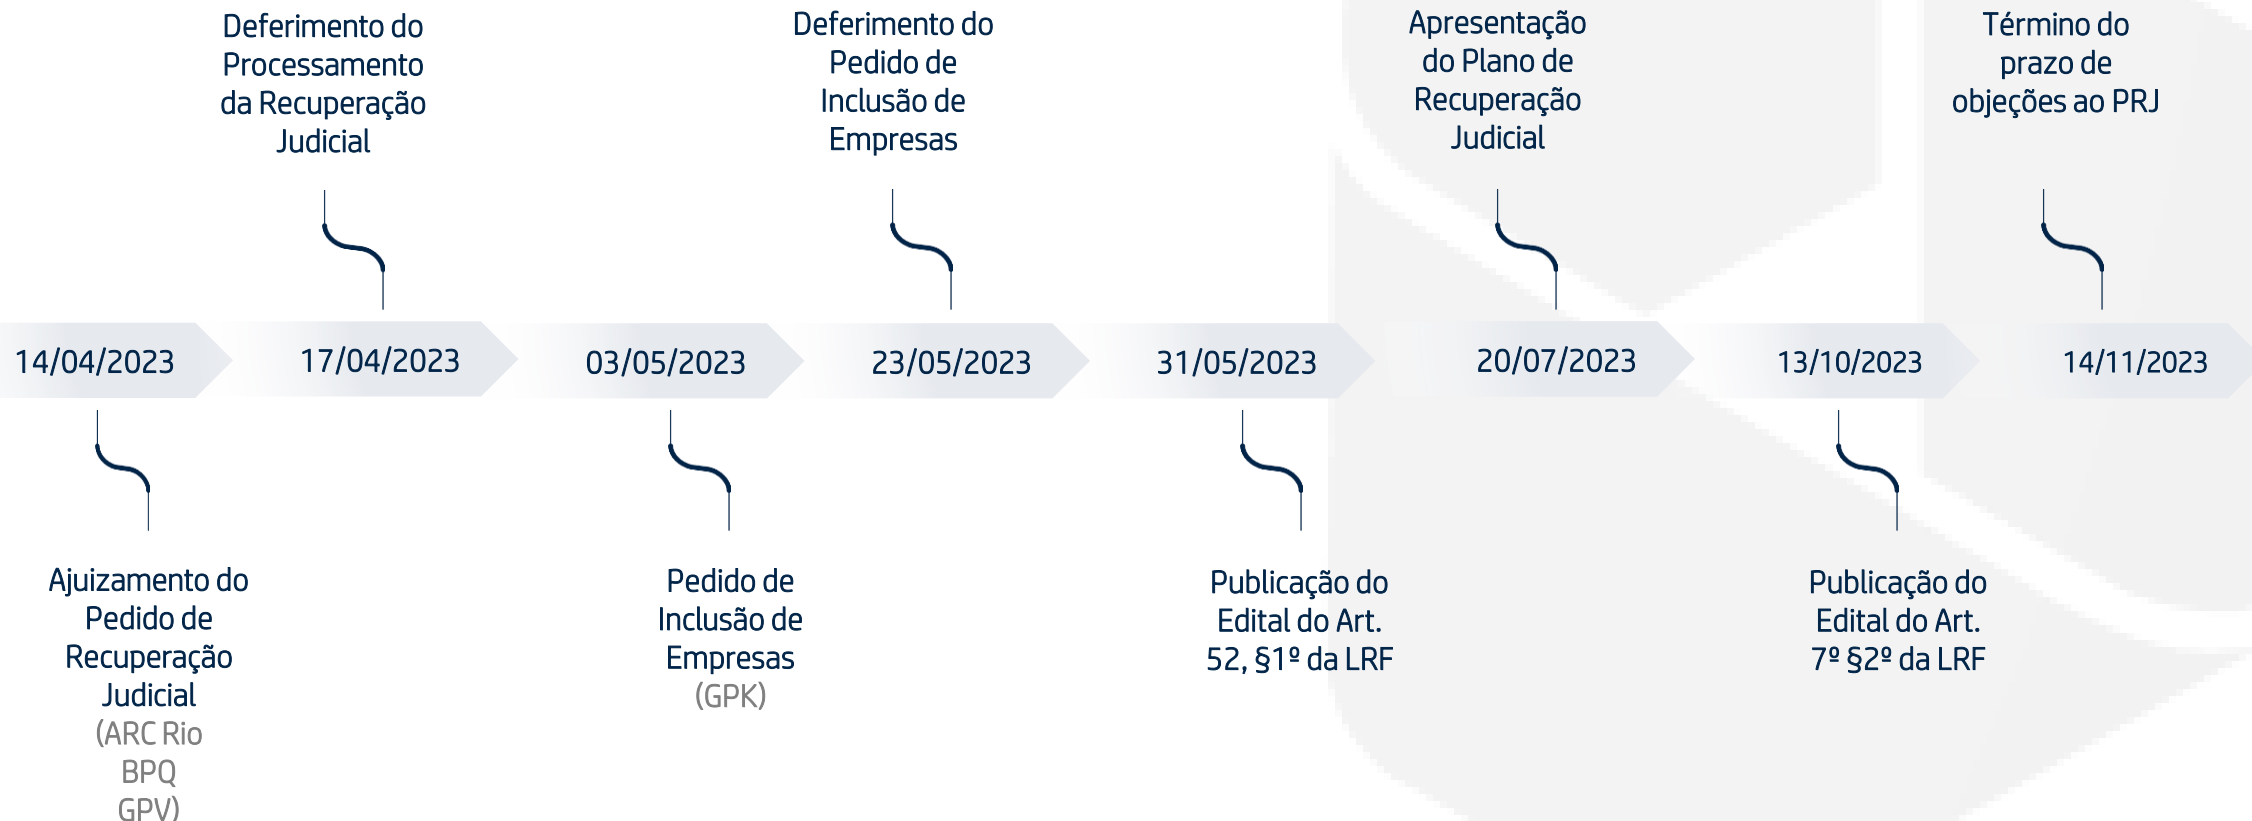 Deferimento do
Processamento
da Recuperação
Judicial
Deferimento do
Pedido de
Inclusão de
Empresas
Apresentação
do Plano de
Recuperação
Judicial
Término do
prazo de
objeções ao PRJ
14/04/2023
17/04/2023
03/05/2023
23/05/2023
31/05/2023
20/07/2023
13/10/2023
14/11/2023
Ajuizamento do
Pedido de
Recuperação
Judicial
(ARC Rio
BPQ
GPV)
Pedido de
Inclusão de
Empresas
(GPK)
Publicação do
Edital do Art.
52, §1º da LRF
Publicação do
Edital do Art.
7º §2º da LRF